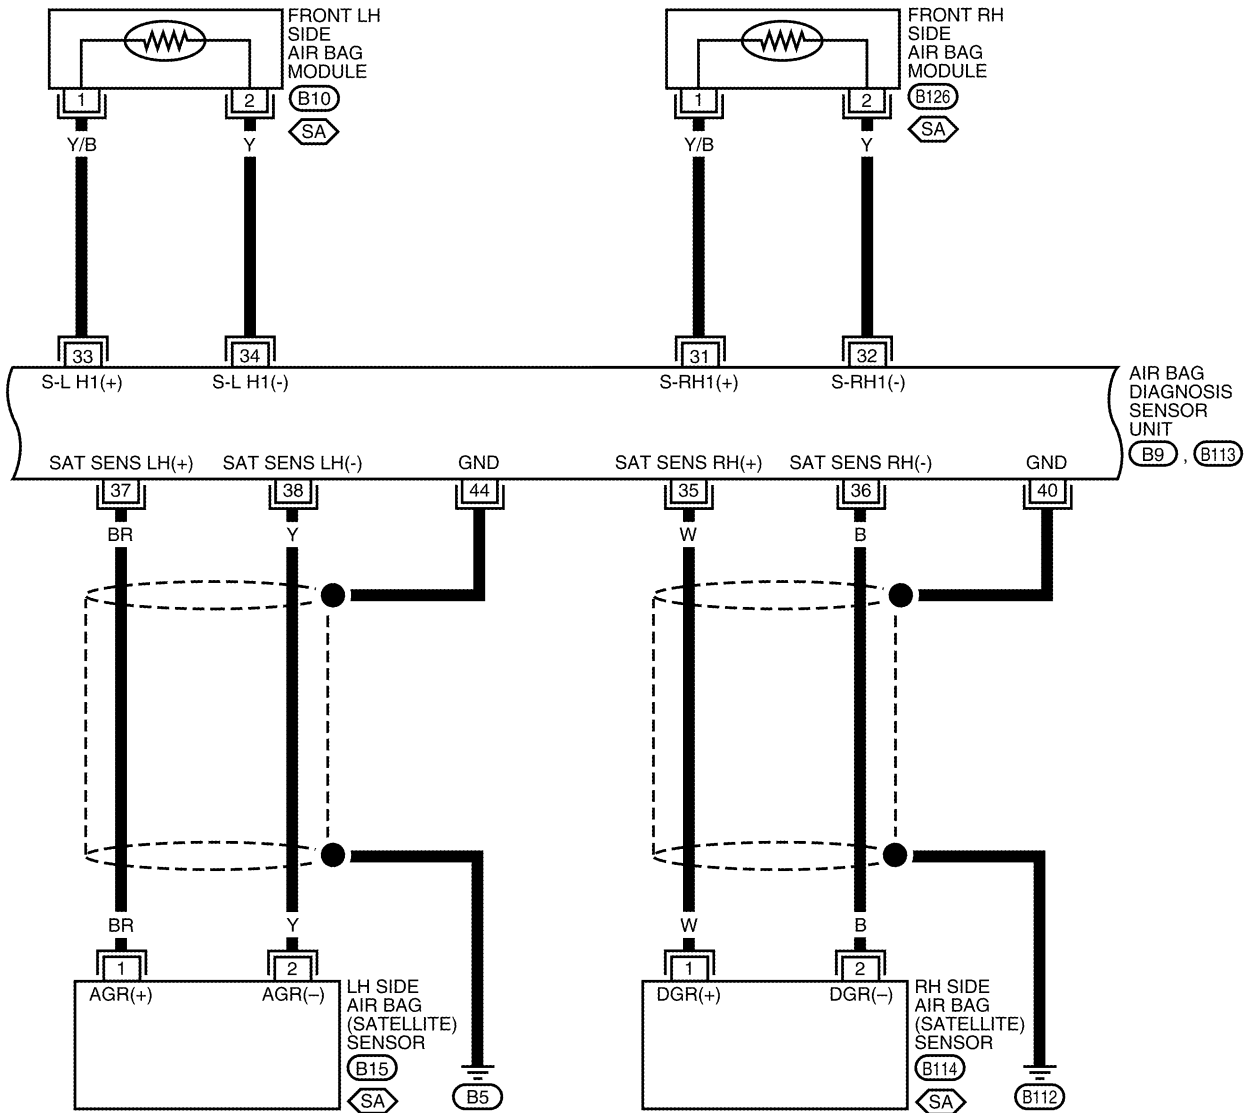 FRONT LH
SIDE
AIR BAG
MODULE
B10
SA
1
2
Y/B
Y
FRONT RH
SIDE
AIR BAG
MODULE
B126
SA
1
2
Y/B
Y
33
34
31
32
S-L H1(+)
S-L H1(-)
S-RH1(+)
S-RH1(-)
AIR BAG
DIAGNOSIS
SENSOR
UNIT
B9 , B113
SAT SENS LH(+)
SAT SENS LH(-)
GND
SAT SENS RH(+)
SAT SENS RH(-)
GND
37
38
44
35
36
40
BR
Y
W
B
BR
Y
W
B
1
2
AGR(+)
AGR(–)
LH SIDE
AIR BAG
(SATELLITE)
SENSOR
B15
SA
B5
1
2
DGR(+)
DGR(–)
RH SIDE
AIR BAG
(SATELLITE)
SENSOR
B114
SA
B112